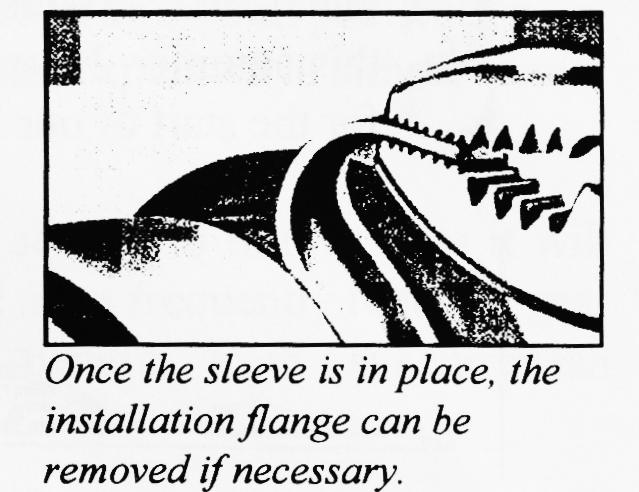 Once the sleeve is in place, the
installation flange can be
removed if necessary.